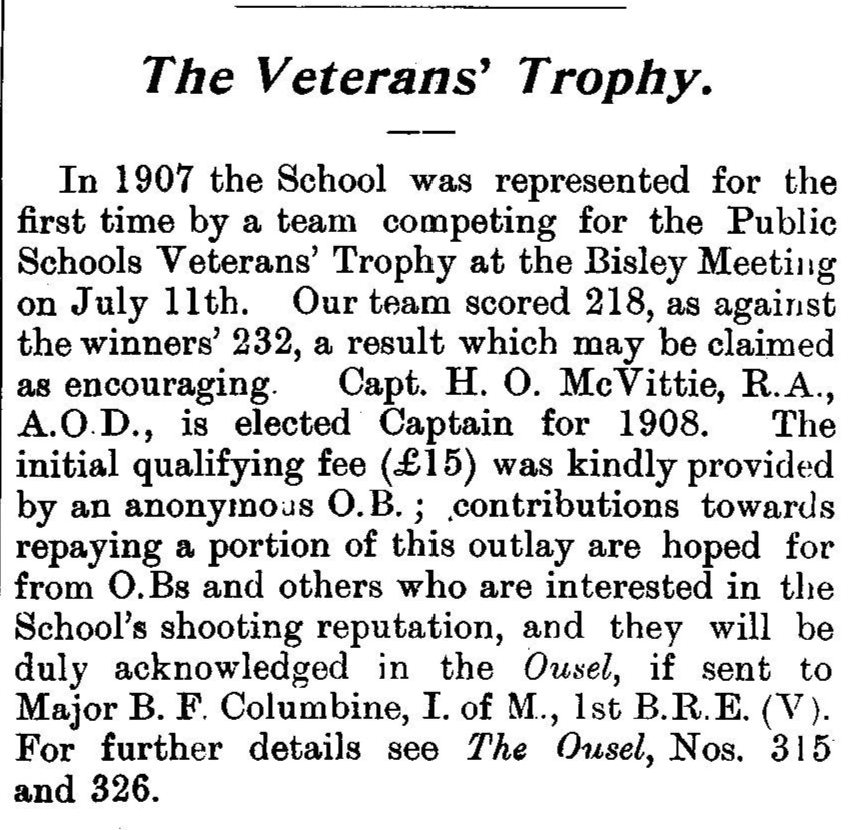 The Veterans' Trophy.
In 1907 the School was represented for the
first time by a team competing for the Public
Schools Veterans' Trophy at the Bisley Meeting
on July 11th. Our team scored 218, as against
the winners' 232, a result which may be claimed
as encouraging. Capt. H. O. McVittie, R.A.,
A.O.D., is elected Captain for 1908. The
initial qualifying fee (£15) was kindly provided
by an anonymous O.B. ; contributions towards
repaying a portion of this outlay are hoped for
from O.Bs and others who are interested in the
School's shooting reputation, and they will be
duly acknowledged in the Ousel, if sent to
Major B. F. Columbine, I. of M., 1st B.R.E. (V).
For further details see The Ousel, Nos. 315
and 326.